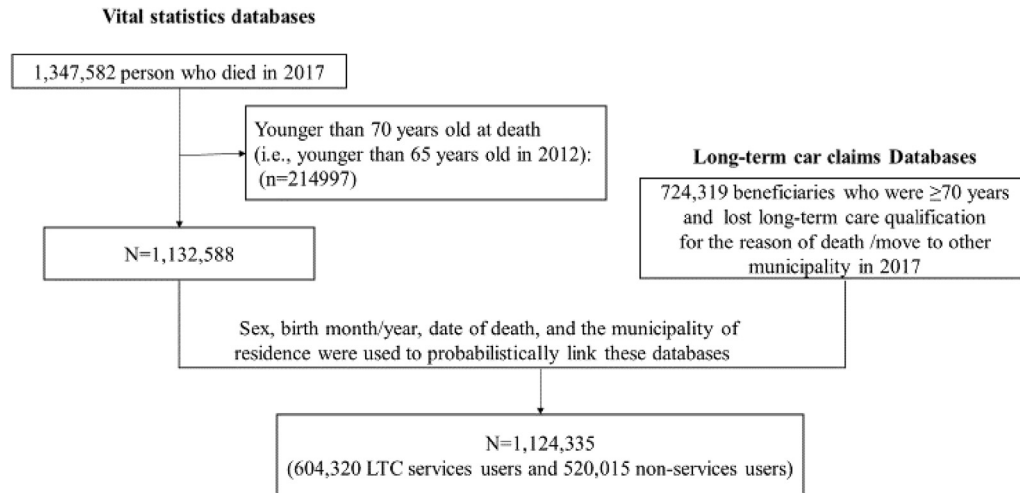 Vital statistics databases
1,347,582 person who died in 2017
Younger than 70 years old at death
(i.e., younger than 65 years old in 2012):
(n=214997)
Long-term car claims Databases
724,319 beneficiaries who were ≥70 years
and lost long-term care qualification
for the reason of death /move to other
municipality in 2017
N=1,132,588
Sex, birth month/year, date of death, and the municipality of
residence were used to probabilistically link these databases
N=1,124,335
(604,320 LTC services users and 520,015 non-services users)